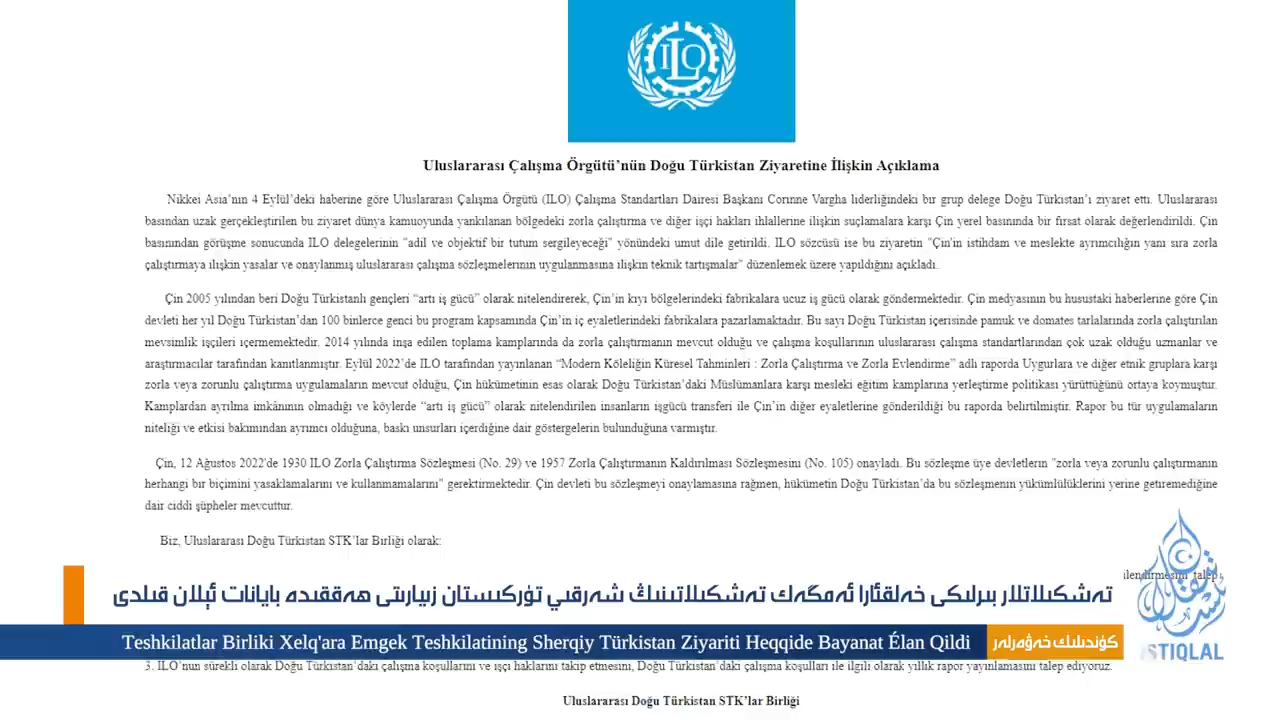 ILO
Uluslararası Çalışma Örgütü’nün Doğu Türkistan Ziyaretine İlişkin Açıklama
Nikkei Asia’nın 4 Eylül’deki haberine göre Uluslararası Çalışma Örgütü (ILO) Çalışma Standartları Dairesi Başkanı Corınne Vargha liderliğindeki bir grup delege Doğu Türkistan’ı ziyaret etti. Uluslararası
basından uzak gerçekleştirilen bu ziyaret dünya kamuoyunda yankılanan bölgedeki zorla çalıştırma ve diğer işçi hakları ihlallerine ilişkin suçlamalara karşı Çin yerel basınında bir fırsat olarak değerlendirildi. Çin
basınından görüşme sonucunda ILO delegelerinin "adil ve objektif bir tutum sergileyeceği" yönündeki umut dile getirildi. ILO sözcüsü ise bu ziyaretin "Çin'in istihdam ve meslekte ayrımcılığın yanı sıra zorla
çalıştırmaya ilişkin yasalar ve onaylanmış uluslararası çalışma sözleşmelerinin uygulanmasına ilişkin teknik tartışmalar" düzenlemek üzere yapıldığını açıkladı.
Çin 2005 yılından beri Doğu Türkistanlı gençleri “artı iş gücü” olarak nitelendirerek, Çin’in kıyı bölgelerindeki fabrikalara ucuz iş gücü olarak göndermektedir. Çin medyasının bu husustaki haberlerine göre Çin
devleti her yıl Doğu Türkistan’dan 100 binlerce genci bu program kapsamında Çin’in iç eyaletlerindeki fabrikalara pazarlamaktadır. Bu sayı Doğu Türkistan içerisinde pamuk ve domates tarlalarında zorla çalıştırılan
mevsimlik işçileri içermemektedir. 2014 yılında inşa edilen toplama kamplarında da zorla çalıştırmanın mevcut olduğu ve çalışma koşullarının uluslararası çalışma standartlarından çok uzak olduğu uzmanlar ve
araştırmacılar tarafından kanıtlanmıştır. Eylül 2022’de ILO tarafından yayınlanan “Modern Köleliğin Küresel Tahminleri : Zorla Çalıştırma ve Zorla Evlendirme” adlı raporda Uygurlara ve diğer etnik gruplara karşı
zorla veya zorunlu çalıştırma uygulamaların mevcut olduğu, Çin hükümetinin esas olarak Doğu Türkistan’daki Müslümanlara karşı mesleki eğitim kamplarına yerleştirme politikası yürüttüğünü ortaya koymuştur.
Kamplardan ayrılma imkânının olmadığı ve köylerde “artı iş gücü” olarak nitelendirilen insanların işgücü transferi ile Çin’in diğer eyaletlerine gönderildiği bu raporda belirtilmiştir. Rapor bu tür uygulamaların
niteliği ve etkisi bakımından ayrımcı olduğuna, baskı unsurları içerdiğine dair göstergelerin bulunduğuna varmıştır.
Çin, 12 Ağustos 2022'de 1930 ILO Zorla Çalıştırma Sözleşmesi (No. 29) ve 1957 Zorla Çalıştırmanın Kaldırılması Sözleşmesini (No. 105) onayladı. Bu sözleşme üye devletlerin "zorla veya zorunlu çalıştırmanın
herhangi bir biçimini yasaklamalarını ve kullanmamalarını" gerektirmektedir. Çin devleti bu sözleşmeyi onaylamasına rağmen, hükümetin Doğu Türkistan’da bu sözleşmenin yükümlülüklerini yerine getiremediğine
dair ciddi şüpheler mevcuttur.
Biz, Uluslararası Doğu Türkistan STK’lar Birliği olarak:
ilendirmesini talep
تەشكىلاتلار بىرلىكى خەلقئارا ئەمگەك تەشكىلاتىنىڭ شەرقىي تۈركىستان زىيارىتى ھەققىدە بايانات ئېلان قىلدى
Teshkilatlar Birliki Xelq'ara Emgek Teshkilatining Sherqiy Türkistan Ziyariti Heqqide Bayanat Élan Qildi
كۈندىلىك خەۋەرلەر
ISTIQLAL
3. ILO’nun sürekli olarak Doğu Türkistan’daki çalışma koşullarını ve işçi haklarını takip etmesini, Doğu Türkistan’daki çalışma koşulları ile ilgili olarak yıllık rapor yayınlamasını talep ediyoruz.
Uluslararası Doğu Türkistan STK’lar Birliği